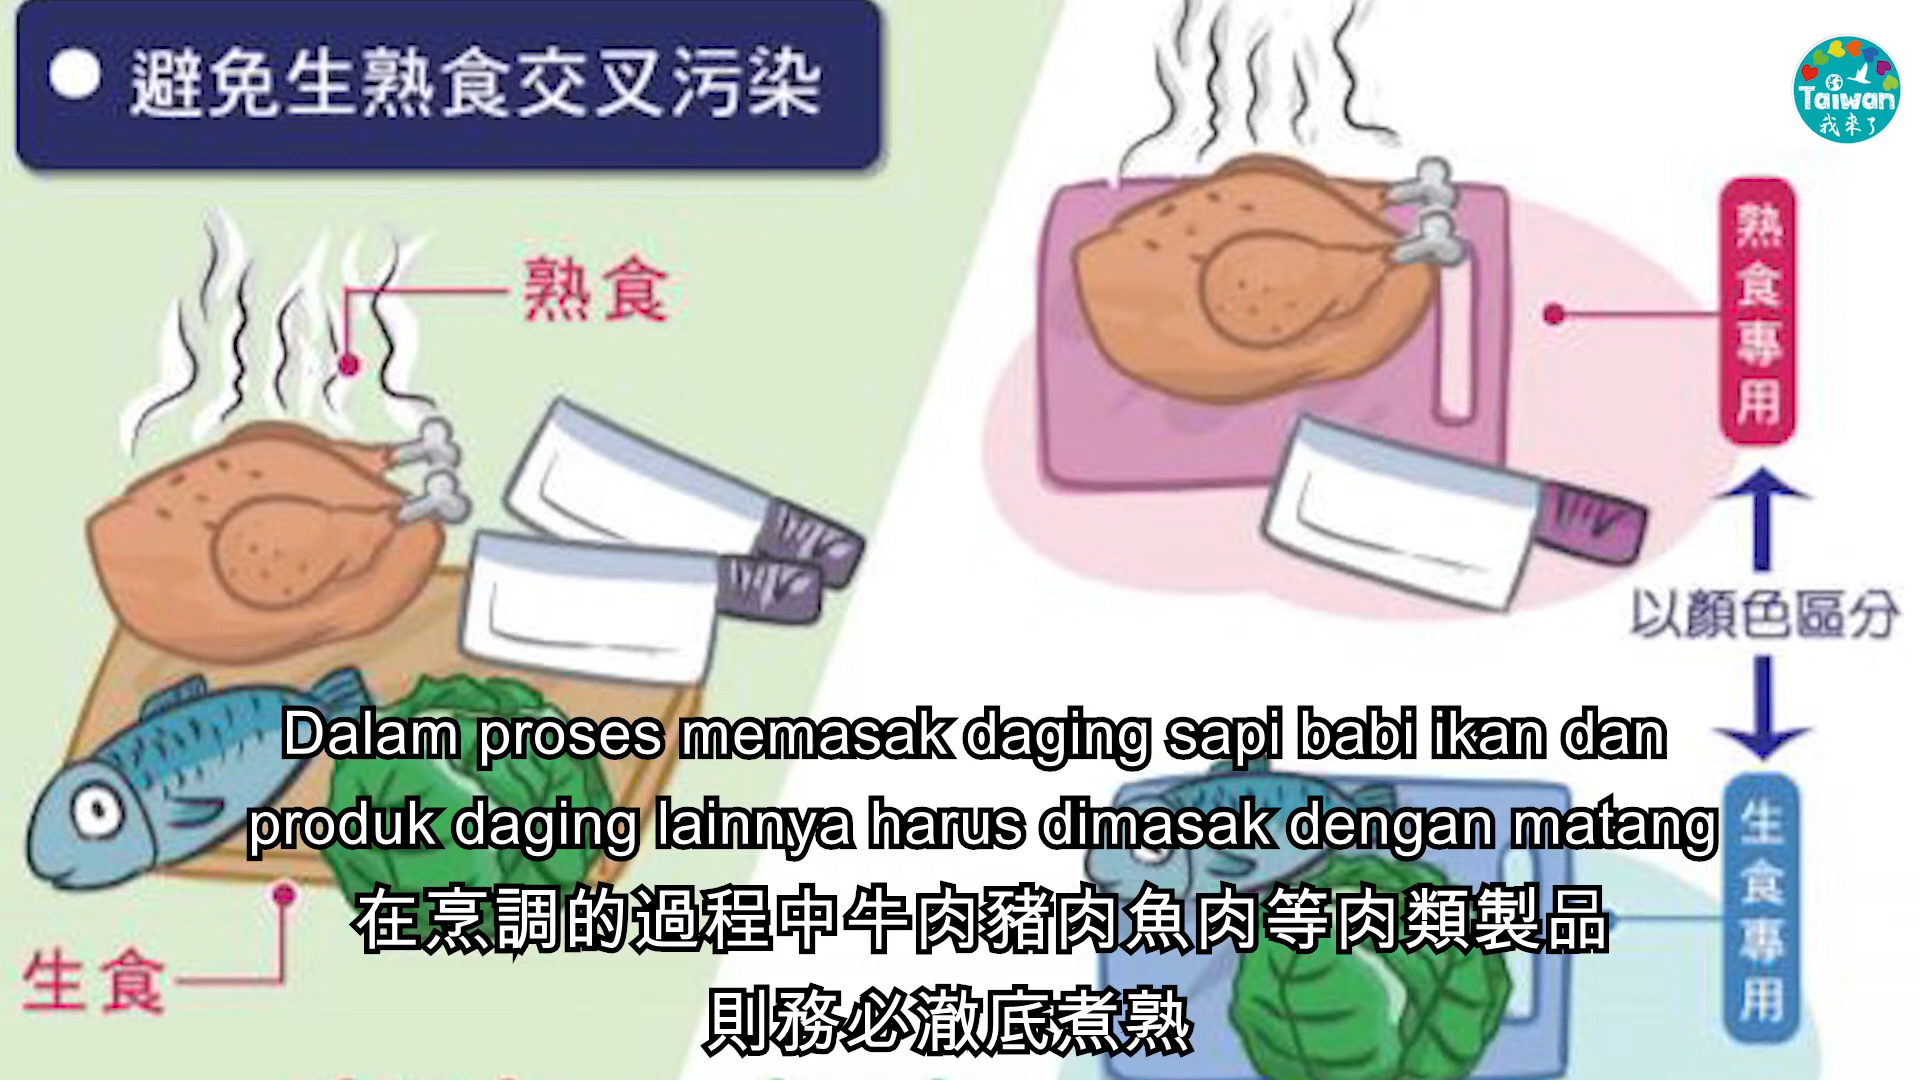 避免生熟食交叉污染
Taiwan
我來了
熟食
熟食專用
以顏色區分
生食專用
生食
Dalam proses memasak daging sapi babi ikan dan
produk daging lainnya harus dimasak dengan matang
在烹調的過程中牛肉豬肉魚肉等肉類製品
則務必澈底煮熟